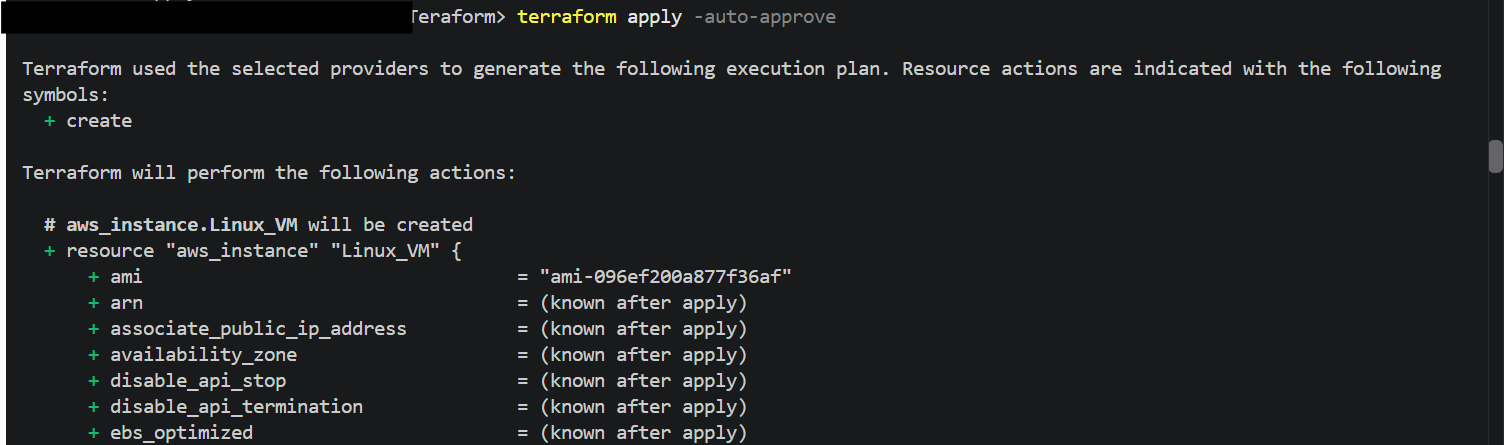 Teraform> terraform apply -auto-approve
Terraform used the selected providers to generate the following execution plan. Resource actions are indicated with the following
symbols:
+ create
Terraform will perform the following actions:
# aws_instance.Linux_VM will be created
+ resource "aws_instance" "Linux_VM" {
+ ami = "ami-096ef200a877f36af"
+ arn = (known after apply)
+ associate_public_ip_address = (known after apply)
+ availability_zone = (known after apply)
+ disable_api_stop = (known after apply)
+ disable_api_termination = (known after apply)
+ ebs_optimized = (known after apply)